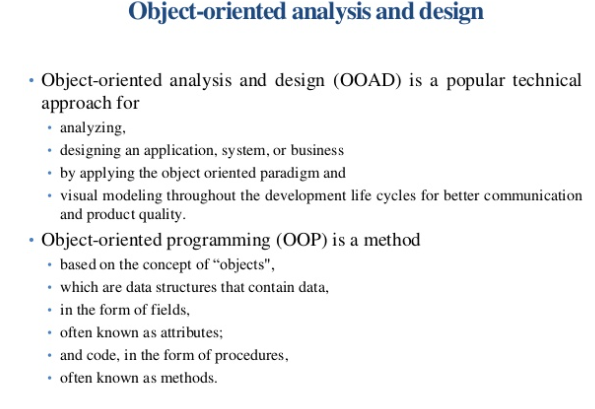 Object-oriented analysis and design
• Object-oriented analysis and design (OOAD) is a popular technical
approach for
• analyzing,
• designing an application, system, or business
• by applying the object oriented paradigm and
• visual modeling throughout the development life cycles for better communication
and product quality.
• Object-oriented programming (OOP) is a method
• based on the concept of “objects",
• which are data structures that contain data,
• in the form of fields,
• often known as attributes;
• and code, in the form of procedures,
• often known as methods.